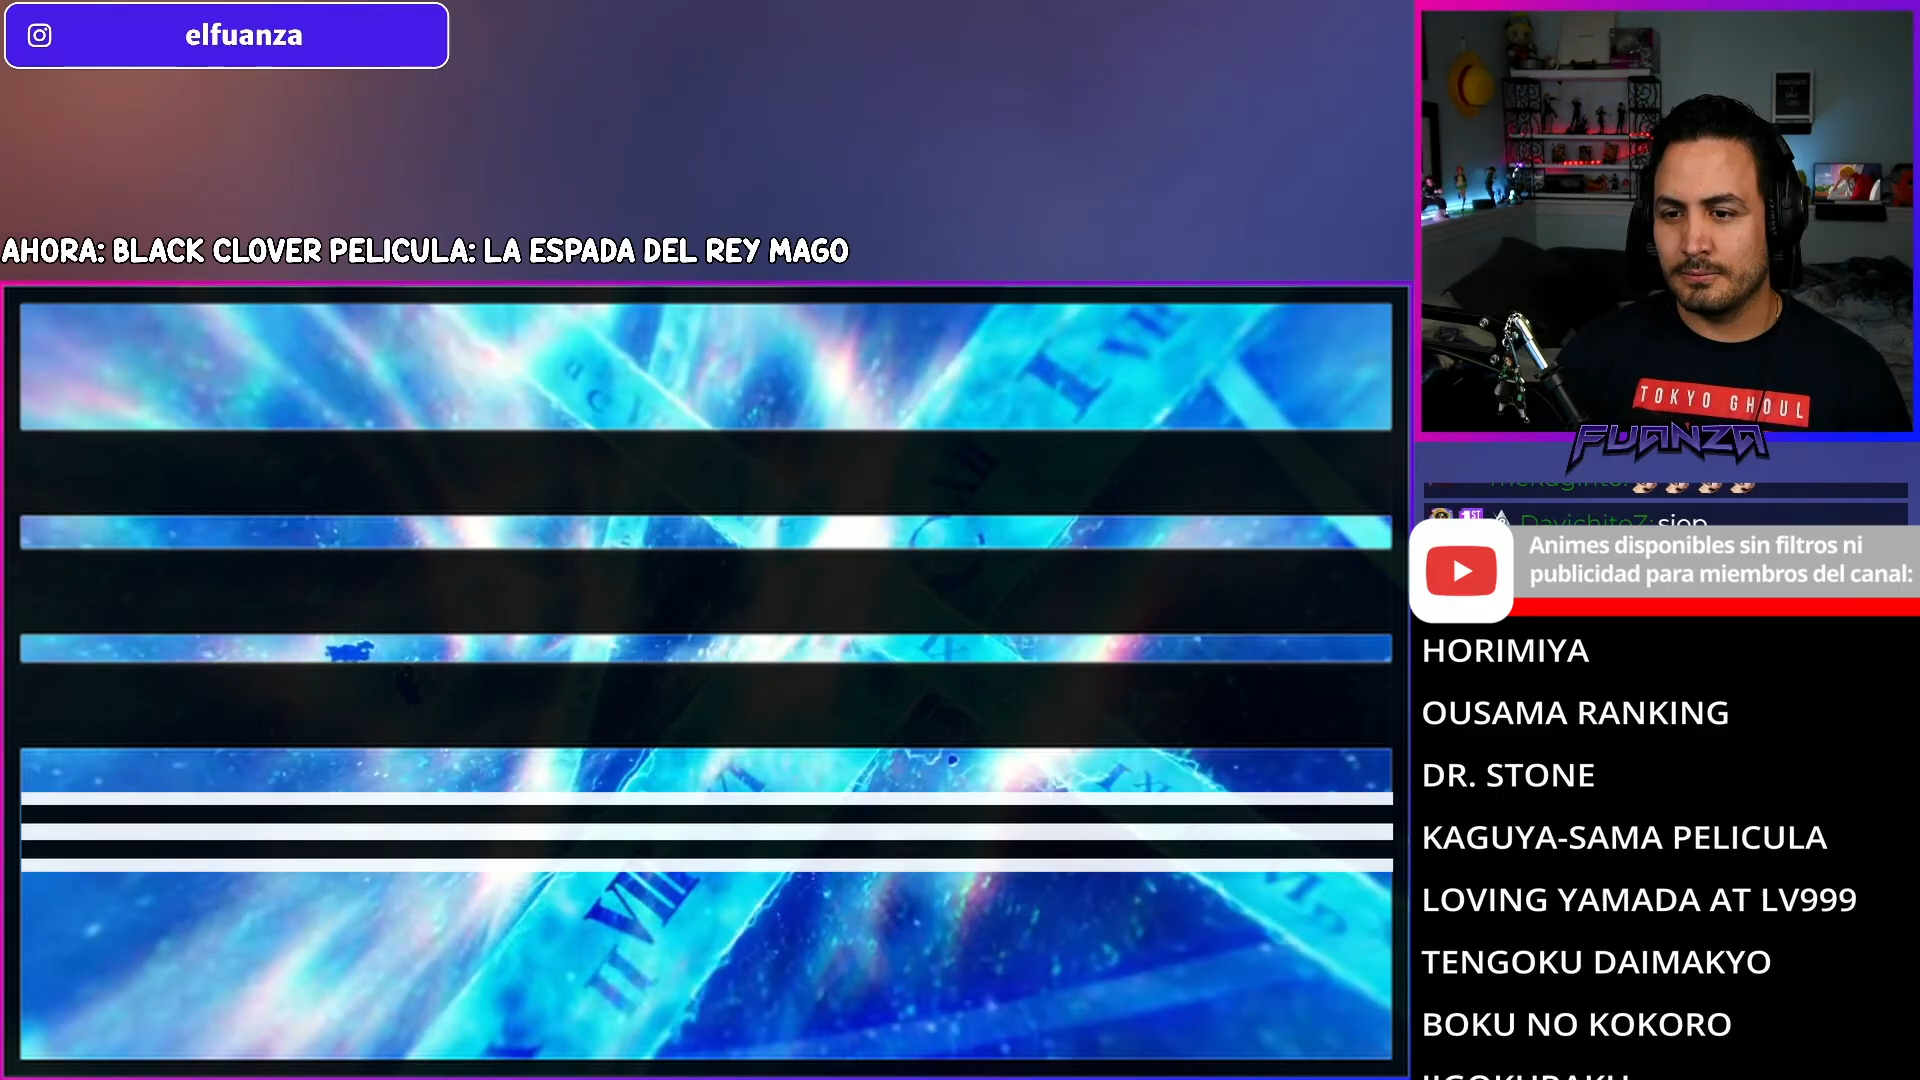 elfuanza
AHORA: BLACK CLOVER PELICULA: LA ESPADA DEL REY MAGO
TOKYO GHOUL
FUANZA
DavichitoZ: siep
Animes disponibles sin filtros ni
publicidad para miembros del canal:
HORIMIYA
OUSAMA RANKING
DR. STONE
KAGUYA-SAMA PELICULA
LOVING YAMADA AT LV999
TENGOKU DAIMAKYO
BOKU NO KOKORO